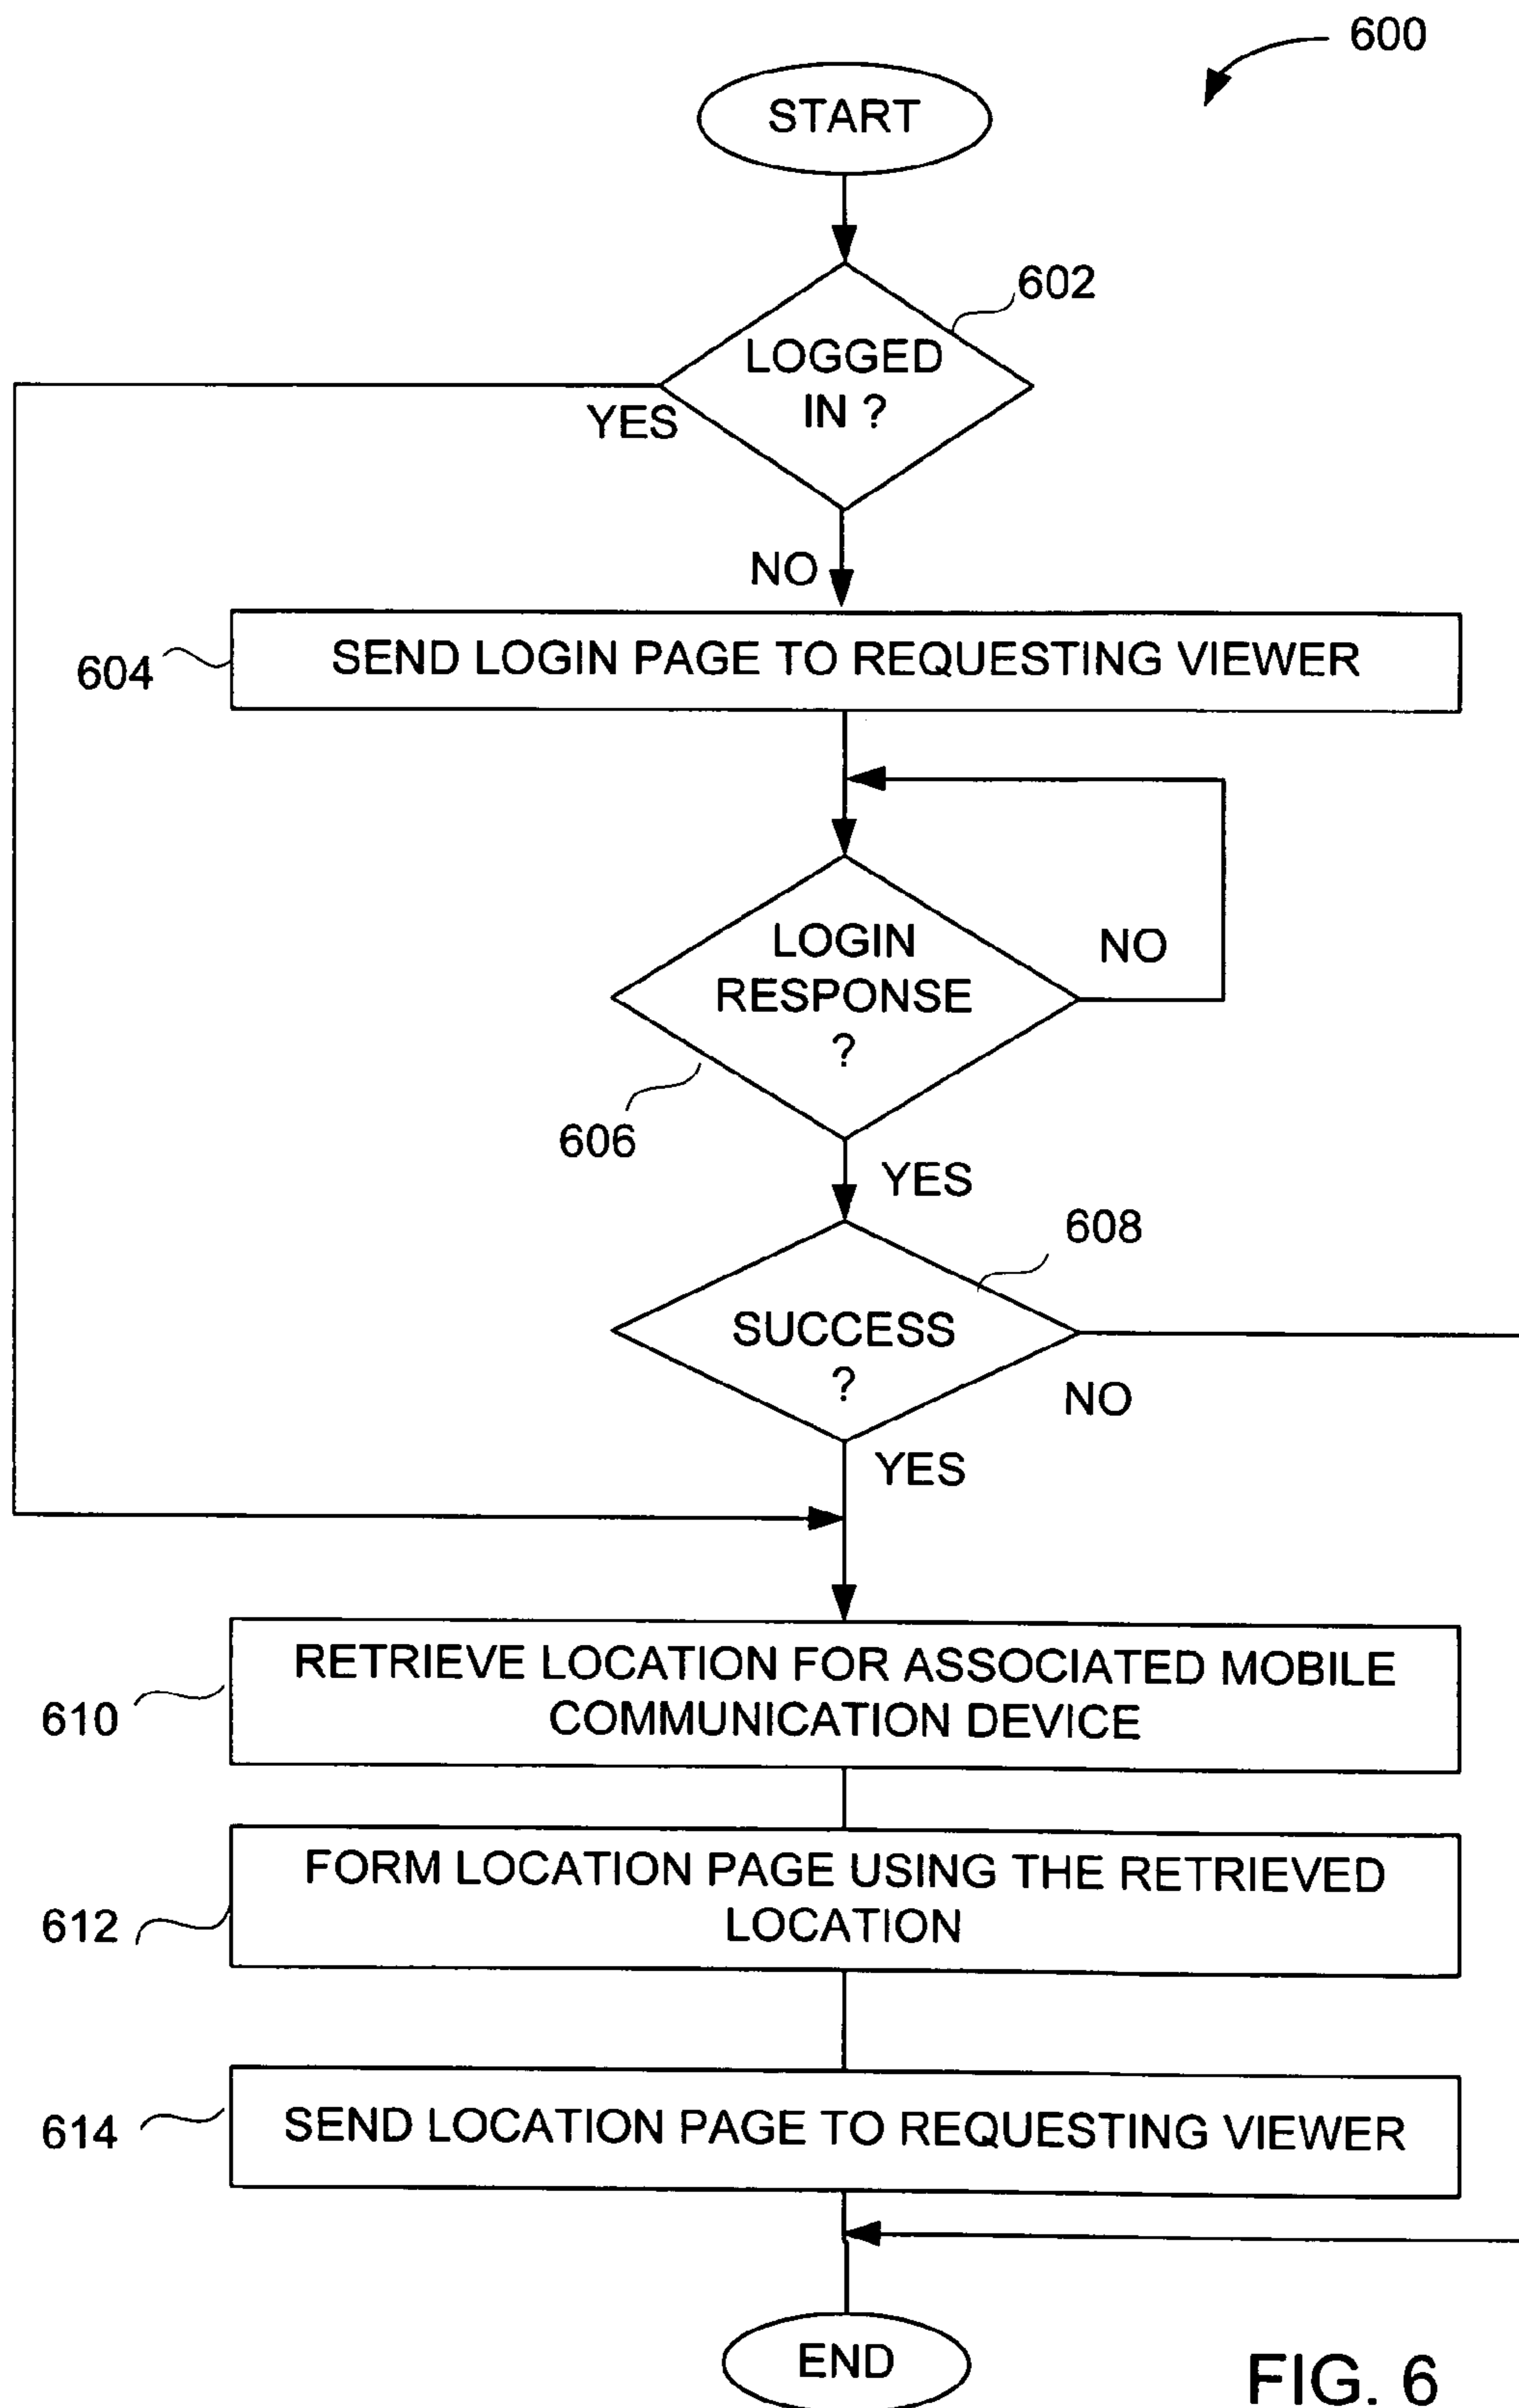 600
START
602
LOGGED
IN ?
YES
NO
604
SEND LOGIN PAGE TO REQUESTING VIEWER
LOGIN
RESPONSE
?
NO
606
YES
608
SUCCESS
?
NO
YES
610
RETRIEVE LOCATION FOR ASSOCIATED MOBILE
COMMUNICATION DEVICE
612
FORM LOCATION PAGE USING THE RETRIEVED
LOCATION
614
SEND LOCATION PAGE TO REQUESTING VIEWER
END
FIG. 6